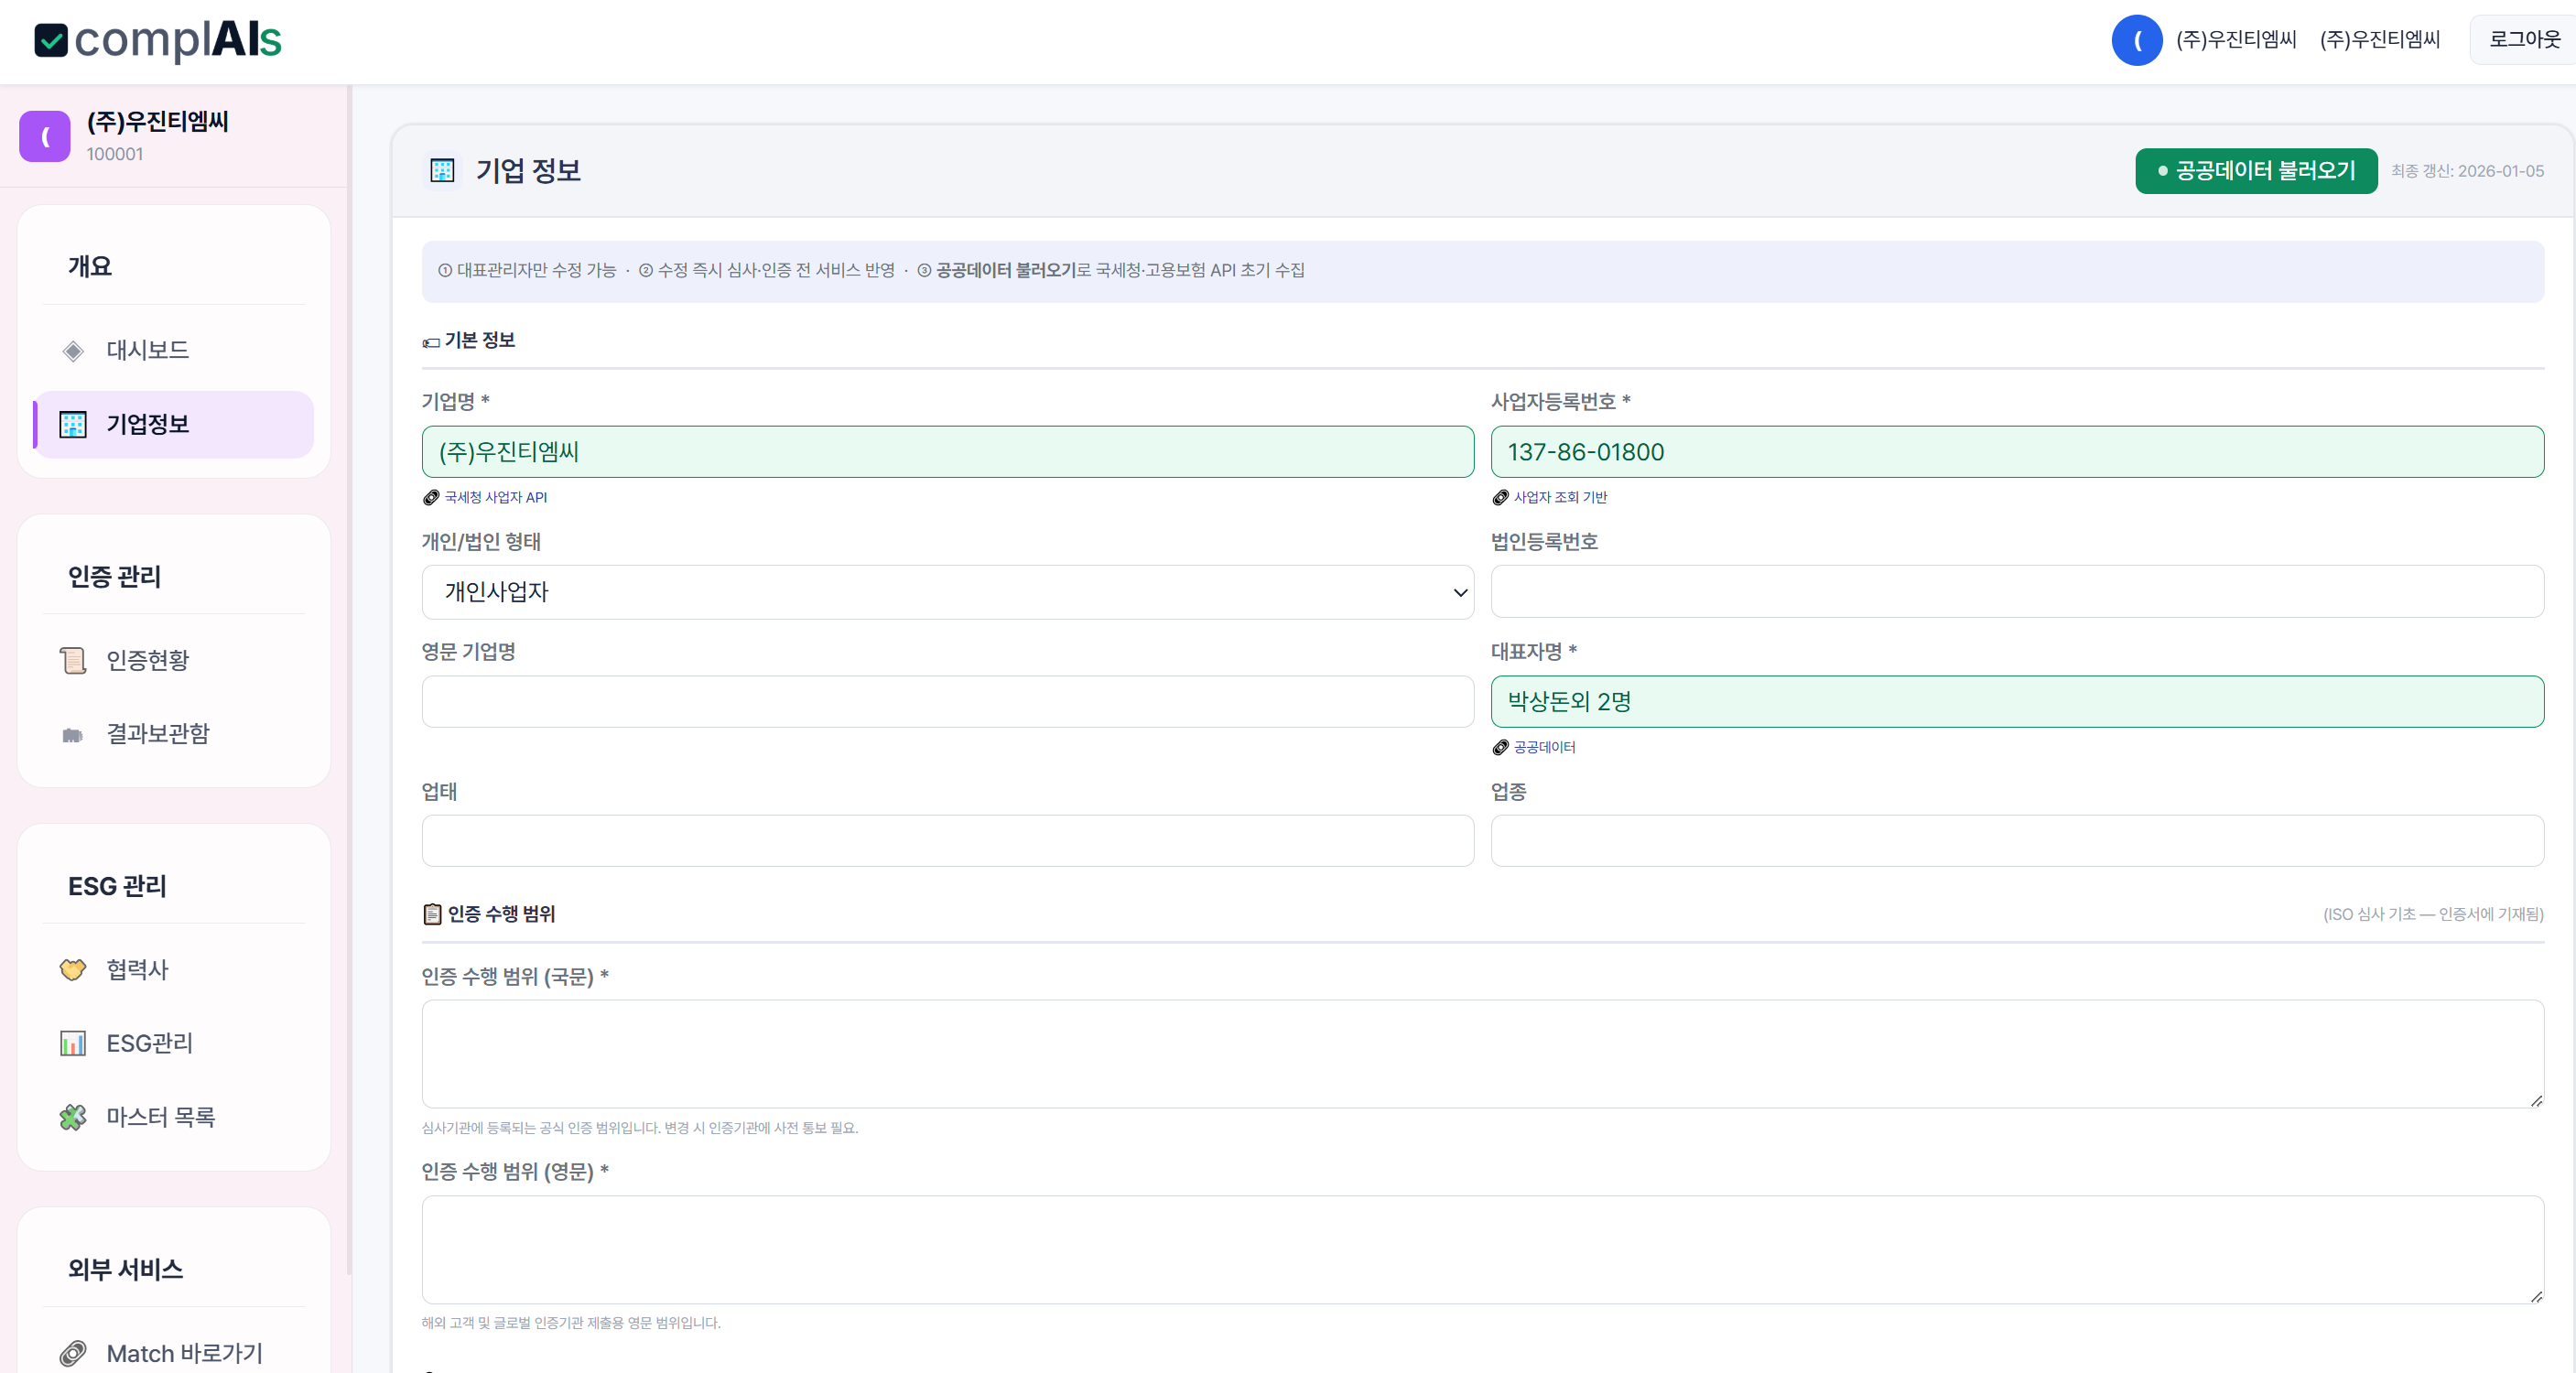 complAIs
( (주)우진티엠씨 (주)우진티엠씨 로그아웃
( (주)우진티엠씨
100001
개요
대시보드
기업정보
인증 관리
인증현황
결과보관함
ESG 관리
협력사
ESG관리
마스터 목록
외부 서비스
Match 바로가기
기업 정보
공공데이터 불러오기 최종 갱신: 2026-01-05
① 대표관리자만 수정 가능 · ② 수정 즉시 심사·인증 전 서비스 반영 · ③ 공공데이터 불러오기로 국세청·고용보험 API 초기 수집
기본 정보
기업명 * 사업자등록번호 *
(주)우진티엠씨 137-86-01800
국세청 사업자 API 사업자 조회 기반
개인/법인 형태 법인등록번호
개인사업자
영문 기업명 대표자명 *
박상돈외 2명
공공데이터
업태 업종
인증 수행 범위 (ISO 심사 기초 — 인증서에 기재됨)
인증 수행 범위 (국문) *
심사기관에 등록되는 공식 인증 범위입니다. 변경 시 인증기관에 사전 통보 필요.
인증 수행 범위 (영문) *
해외 고객 및 글로벌 인증기관 제출용 영문 범위입니다.